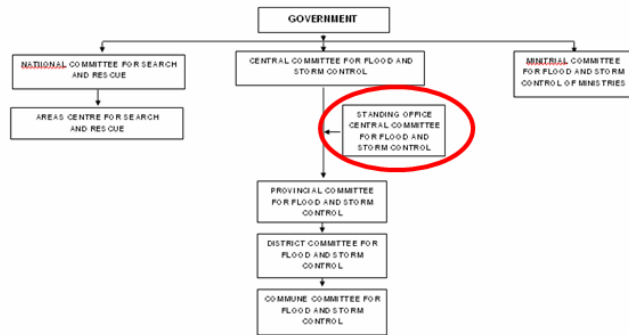 GOVERNMENT
NATIIONAL COMMITTEE FOR SEARCH
AND RESCUE
CENTRAL COMMITTEE FOR FLOOD AND
STORM CONTROL
MINITRIAL COMMITTEE
FOR FLOOD AND STORM
CONTROL OF MINISTRIES
AREAS CENTRE FOR SEARCH
AND RESCUE
STANDING OFFICE
CENTRAL COMMITTEE
FOR FLOOD AND
STORM CONTROL
PROVINCIAL COMMITTEE
FOR FLOOD AND STORM
CONTROL
DISTRICT COMMITTEE FOR
FLOOD AND STORM
CONTROL
COMMUNE COMMITTEE FOR
FLOOD AND STORM
CONTROL